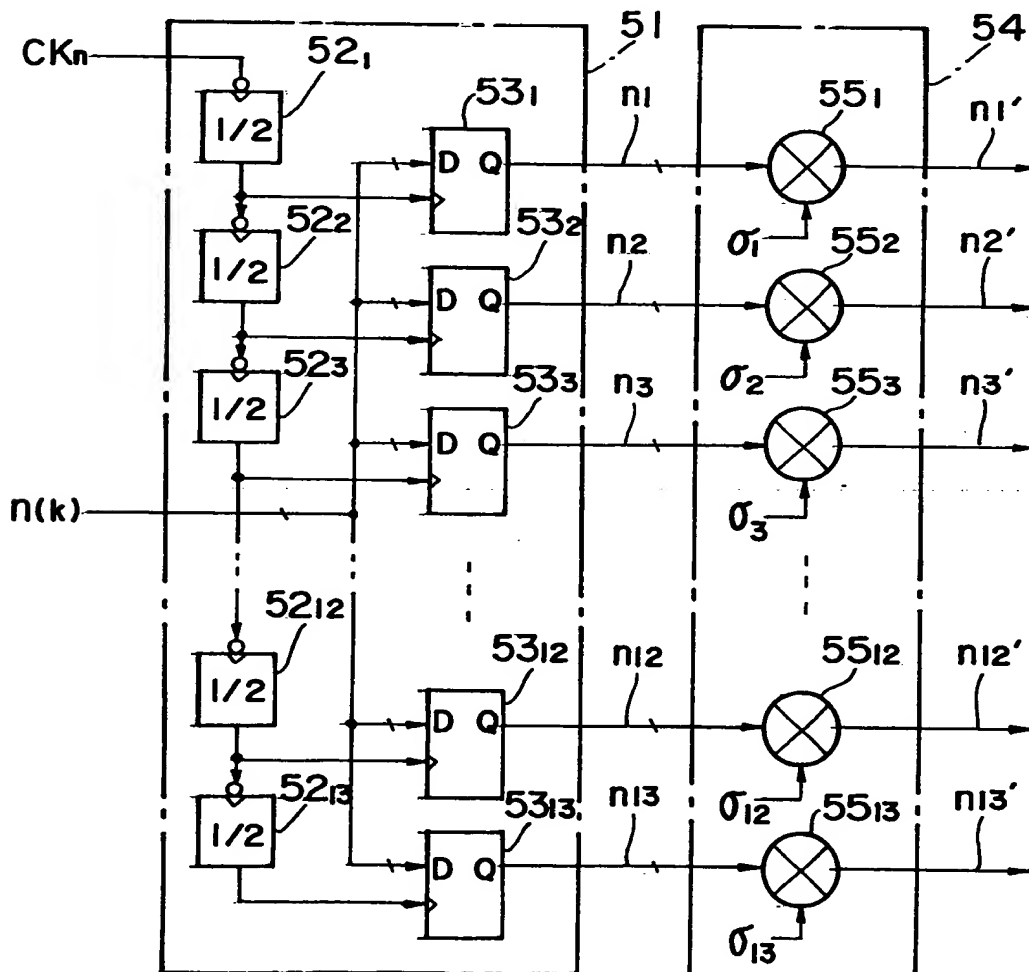 51
54
CKn
52₁
1/2
53₁
D Q
n1
55₁
n1'
σ₁
52₂
1/2
53₂
D Q
n2
55₂
n2'
σ₂
52₃
1/2
53₃
D Q
n3
55₃
n3'
σ₃
n(k)
52₁₂
1/2
53₁₂
D Q
n12
55₁₂
n12'
σ₁₂
52₁₃
1/2
53₁₃
D Q
n13
55₁₃
n13'
σ₁₃